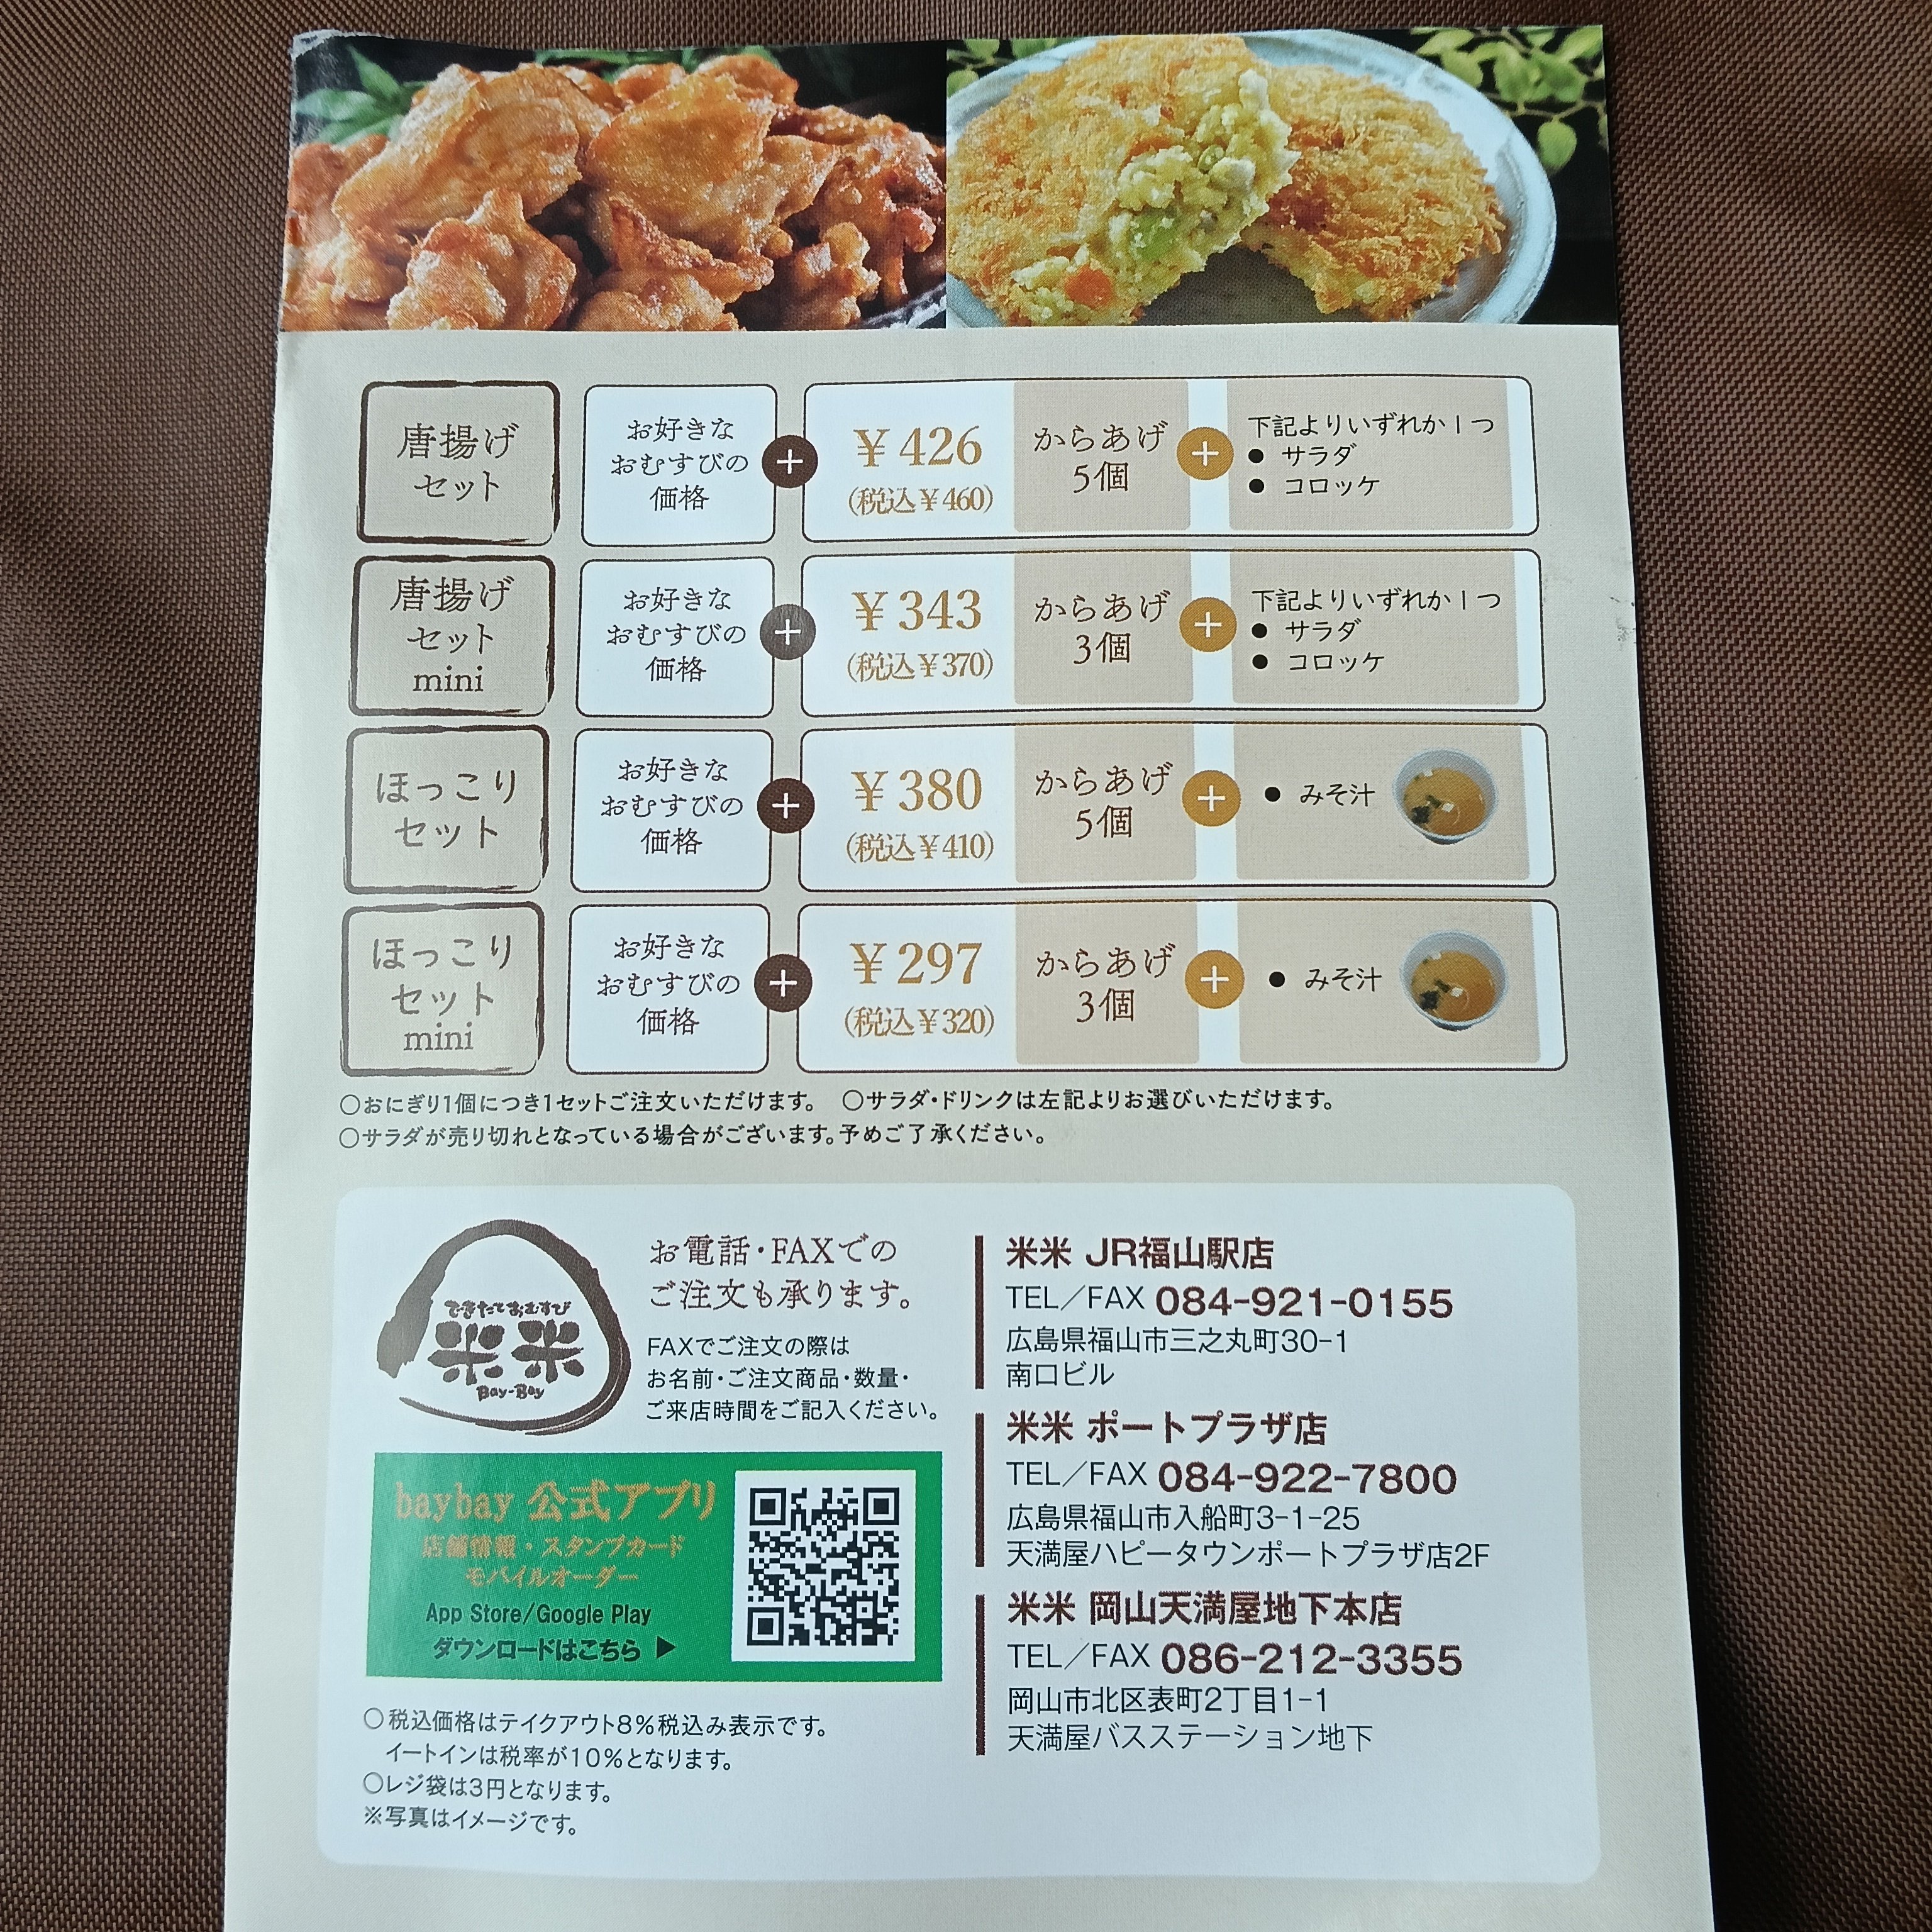 唐揚げ
セット
お好きな
おむすびの
価格
+
¥426
(税込¥460)
からあげ
5個
+
下記よりいずれか1つ
● サラダ
● コロッケ
唐揚げ
セット
mini
お好きな
おむすびの
価格
+
¥343
(税込¥370)
からあげ
3個
+
下記よりいずれか1つ
● サラダ
● コロッケ
ほっこり
セット
お好きな
おむすびの
価格
+
¥380
(税込¥410)
からあげ
5個
+
● みそ汁
ほっこり
セット
mini
お好きな
おむすびの
価格
+
¥297
(税込¥320)
からあげ
3個
+
● みそ汁
○おにぎり1個につき1セットご注文いただけます。 ○サラダ・ドリンクは左記よりお選びいただけます。
○サラダが売り切れとなっている場合がございます。予めご了承ください。
できたておむすび
米米
Bay-Bay
お電話・FAXでの
ご注文も承ります。
FAXでご注文の際は
お名前・ご注文商品・数量・
ご来店時間をご記入ください。
baybay 公式アプリ
店舗情報・スタンプカード
モバイルオーダー
App Store/Google Play
ダウンロードはこちら ▶
○税込価格はテイクアウト8%税込み表示です。
イートインは税率が10%となります。
○レジ袋は3円となります。
※写真はイメージです。
米米 JR福山駅店
TEL/FAX 084-921-0155
広島県福山市三之丸町30-1
南口ビル
米米 ポートプラザ店
TEL/FAX 084-922-7800
広島県福山市入船町3-1-25
天満屋ハピータウンポートプラザ店2F
米米 岡山天満屋地下本店
TEL/FAX 086-212-3355
岡山市北区表町2丁目1-1
天満屋バスステーション地下